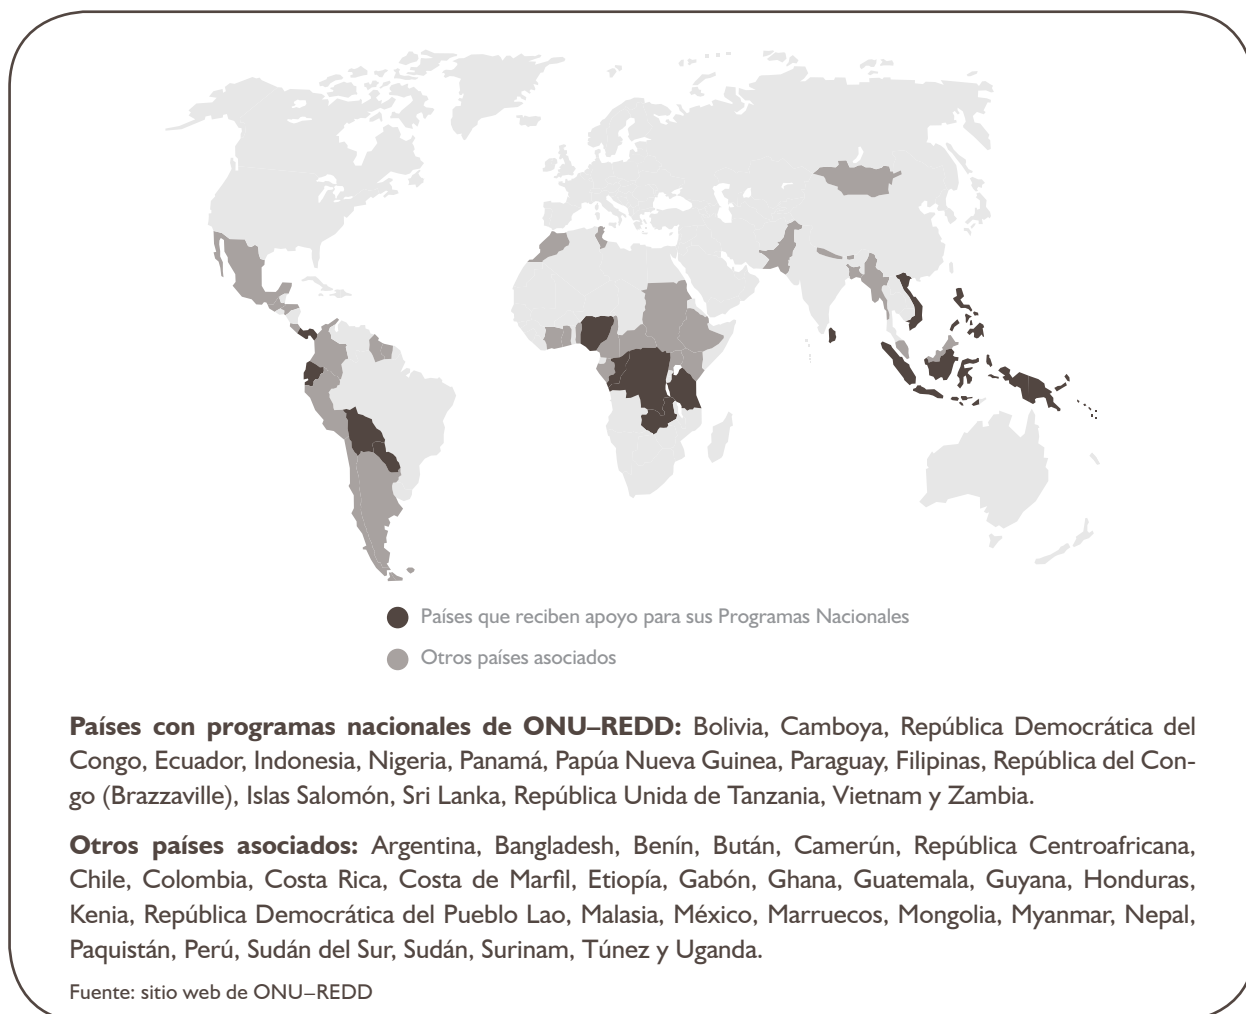 Países que reciben apoyo para sus Programas Nacionales
Otros países asociados
Países con programas nacionales de ONU–REDD: Bolivia, Camboya, República Democrática del
Congo, Ecuador, Indonesia, Nigeria, Panamá, Papúa Nueva Guinea, Paraguay, Filipinas, República del Con-
go (Brazzaville), Islas Salomón, Sri Lanka, República Unida de Tanzania, Vietnam y Zambia.
Otros países asociados: Argentina, Bangladesh, Benín, Bután, Camerún, República Centroafricana,
Chile, Colombia, Costa Rica, Costa de Marfil, Etiopía, Gabón, Ghana, Guatemala, Guyana, Honduras,
Kenia, República Democrática del Pueblo Lao, Malasia, México, Marruecos, Mongolia, Myanmar, Nepal,
Paquistán, Perú, Sudán del Sur, Sudán, Surinam, Túnez y Uganda.
Fuente: sitio web de ONU–REDD